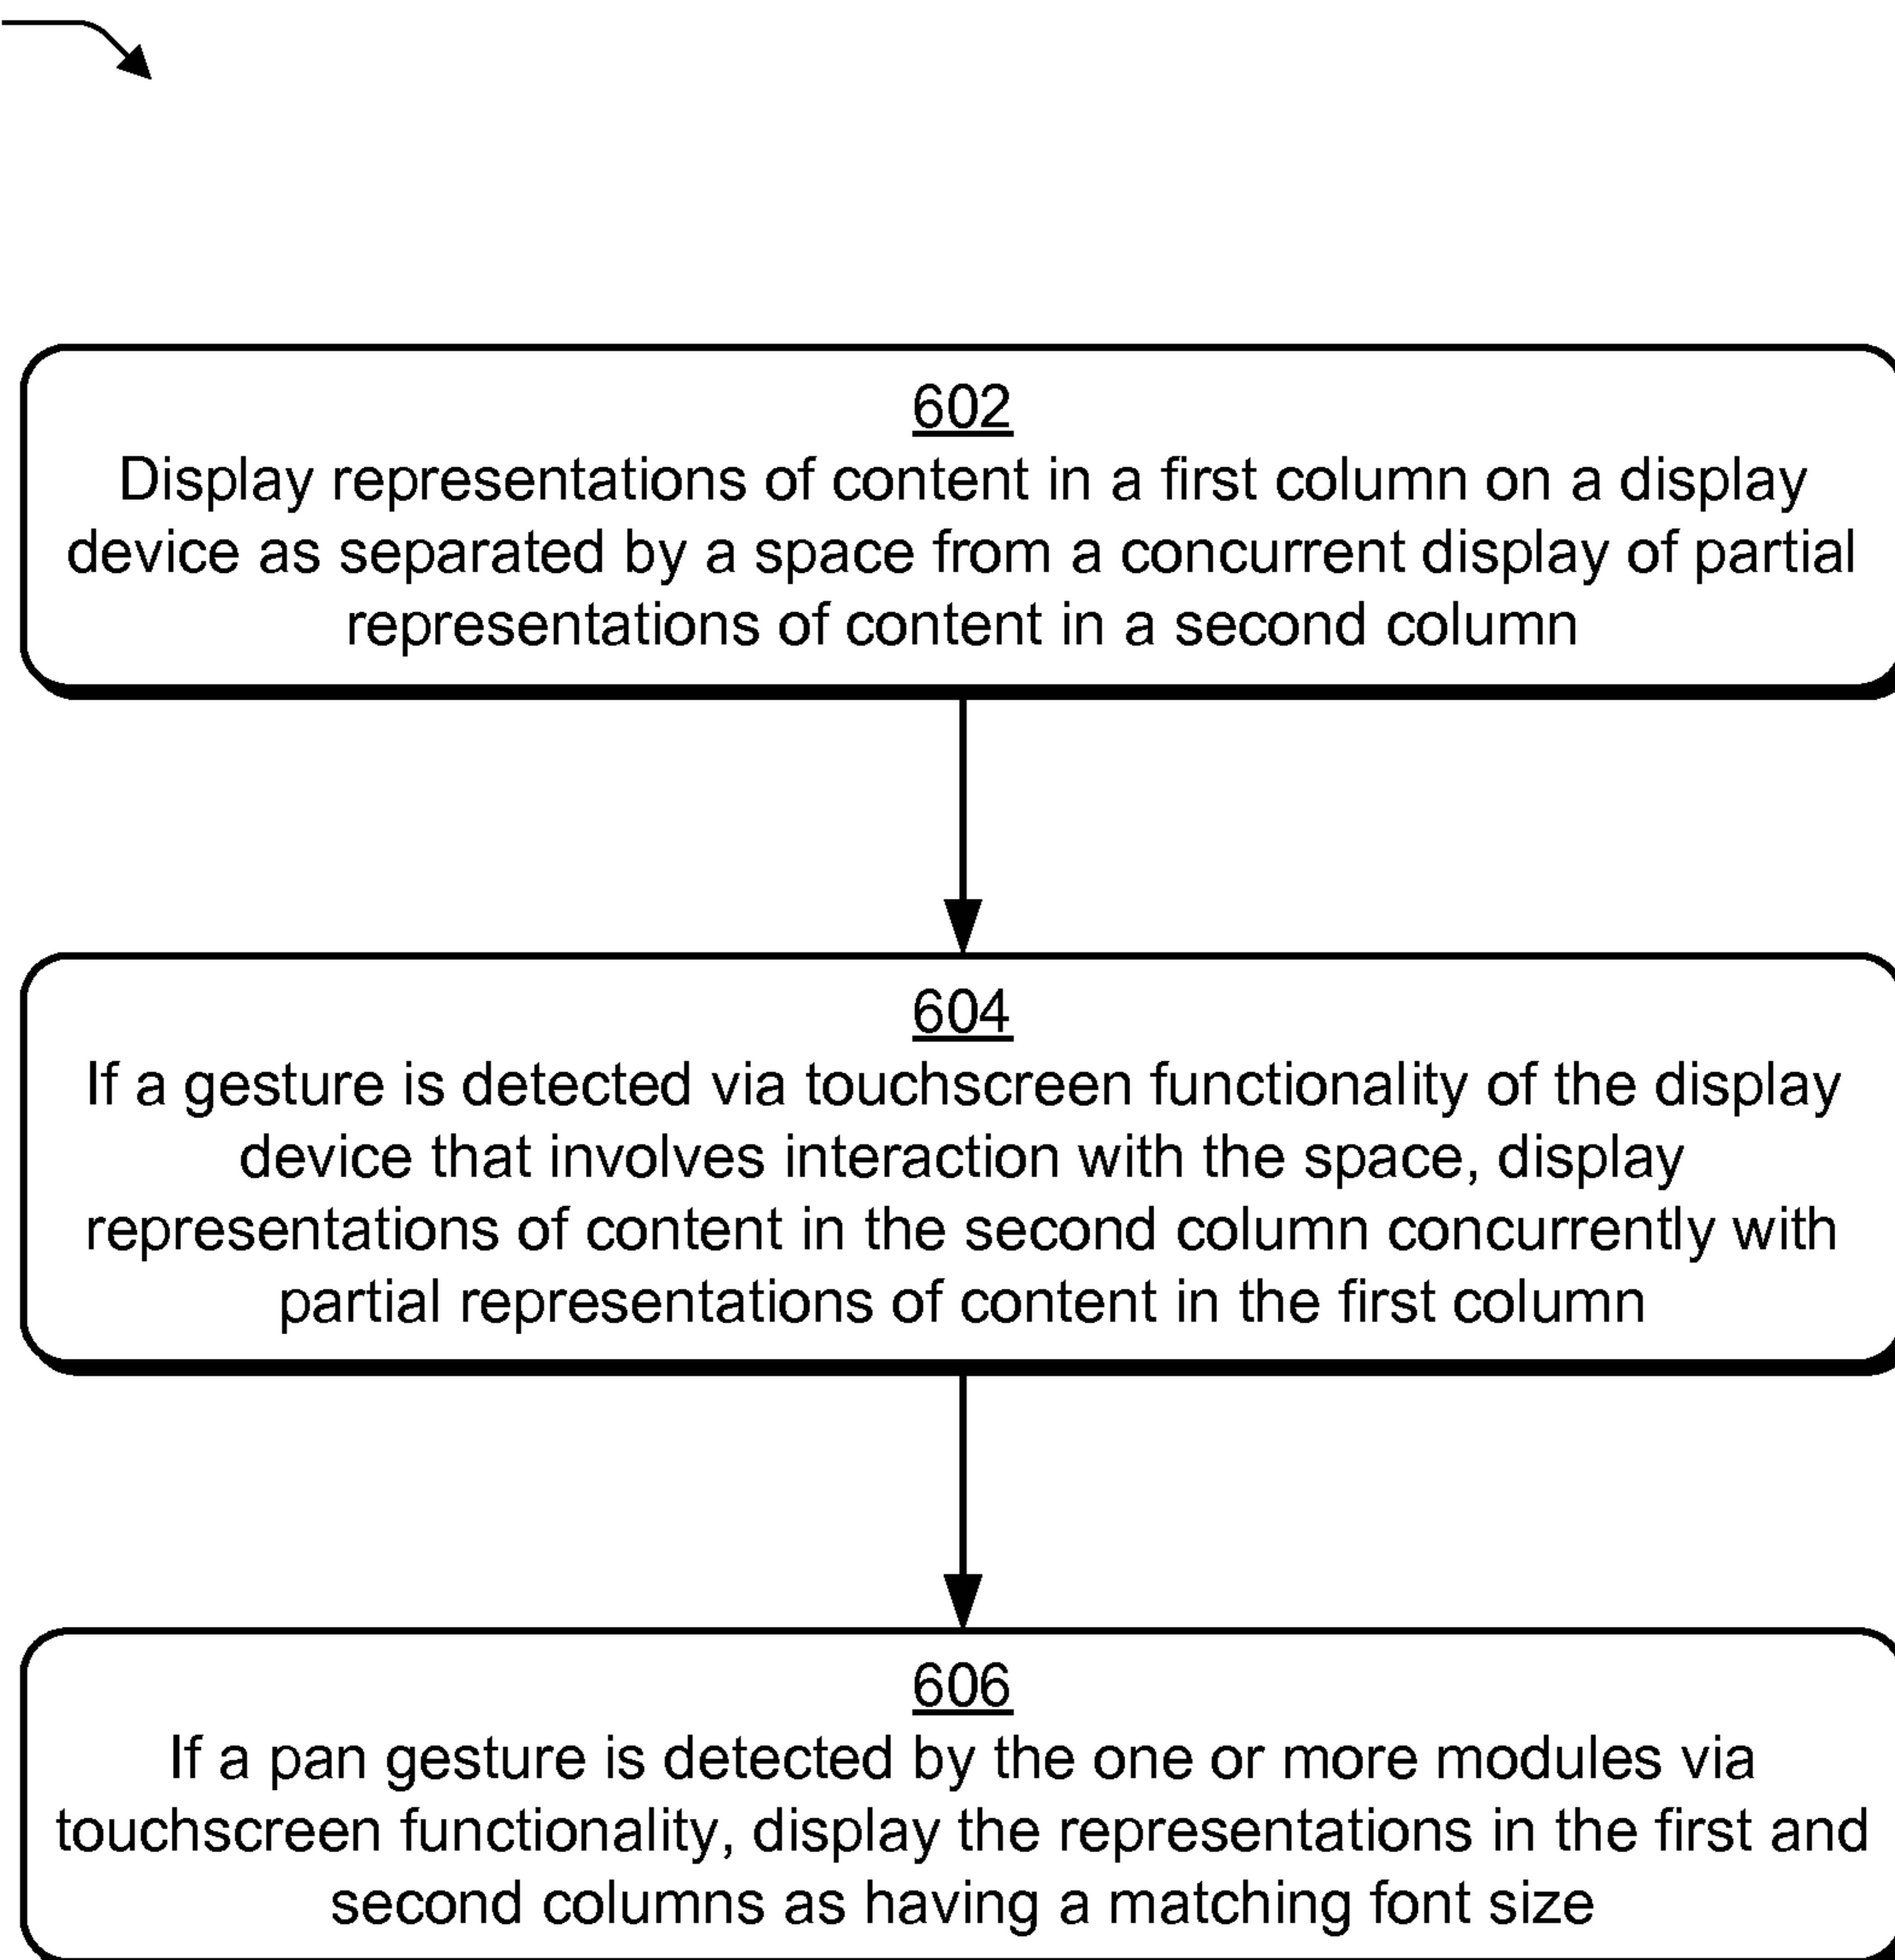 602
Display representations of content in a first column on a display
device as separated by a space from a concurrent display of partial
representations of content in a second column
604
If a gesture is detected via touchscreen functionality of the display
device that involves interaction with the space, display
representations of content in the second column concurrently with
partial representations of content in the first column
606
If a pan gesture is detected by the one or more modules via
touchscreen functionality, display the representations in the first and
second columns as having a matching font size